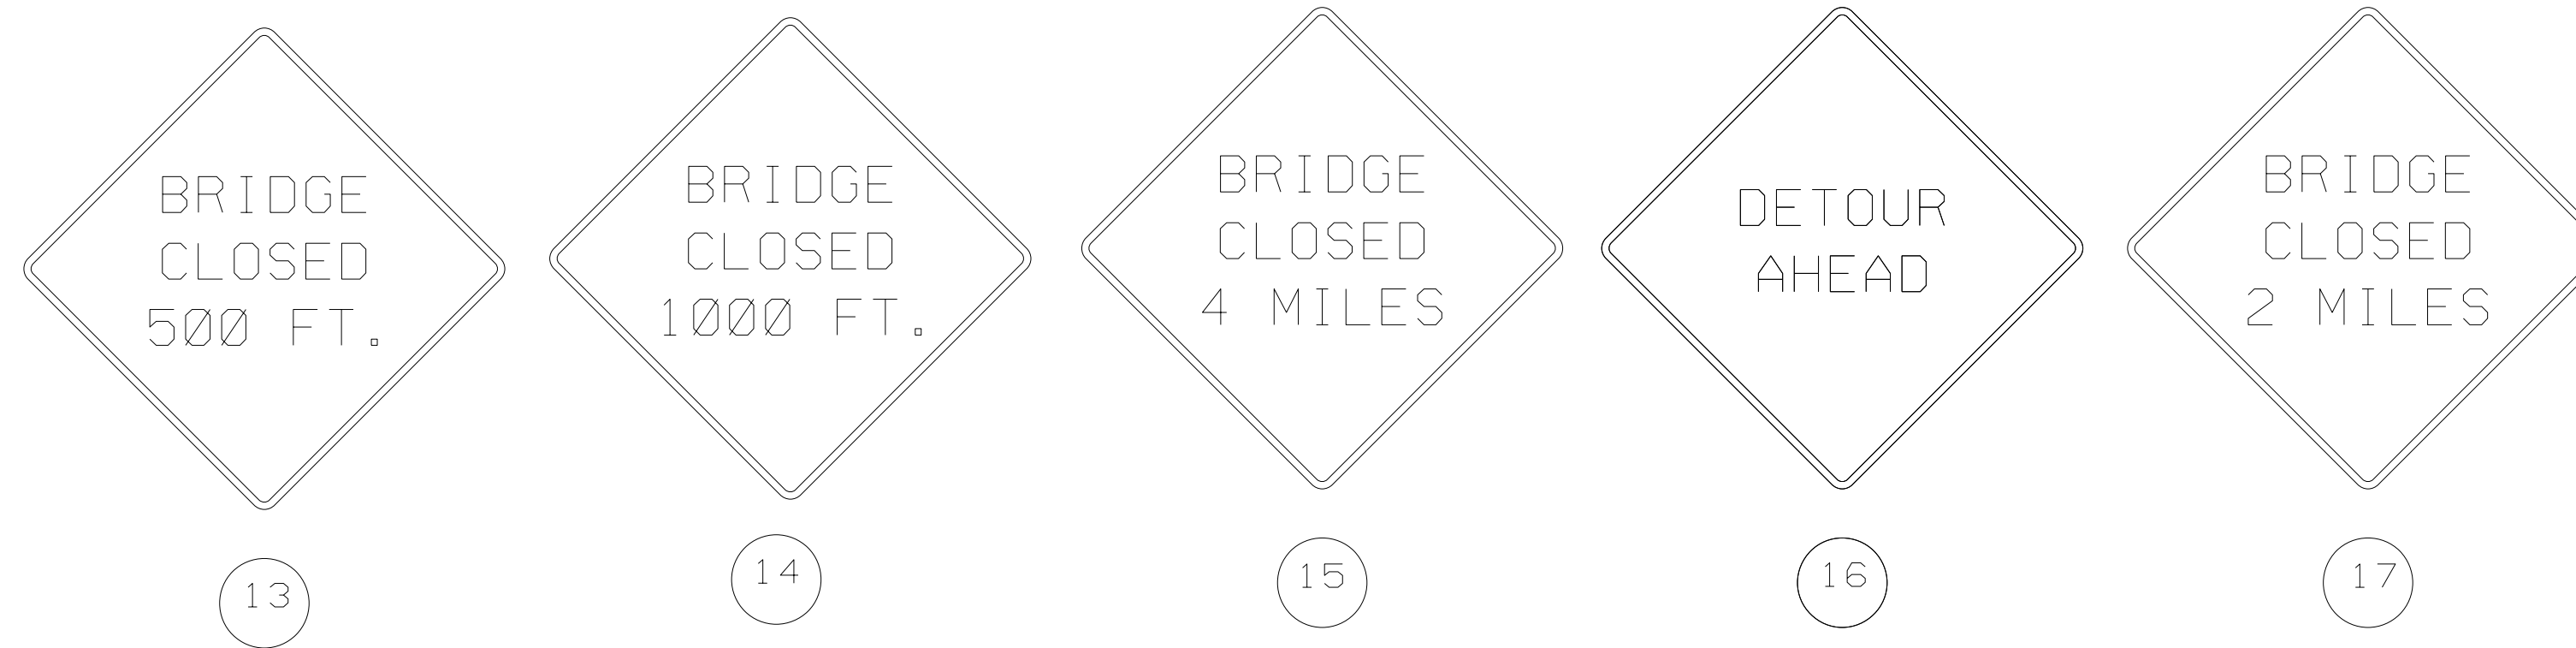 BRIDGE
CLOSED
500 FT.
13
BRIDGE
CLOSED
1000 FT.
14
BRIDGE
CLOSED
4 MILES
15
DETOUR
AHEAD
16
BRIDGE
CLOSED
2 MILES
17